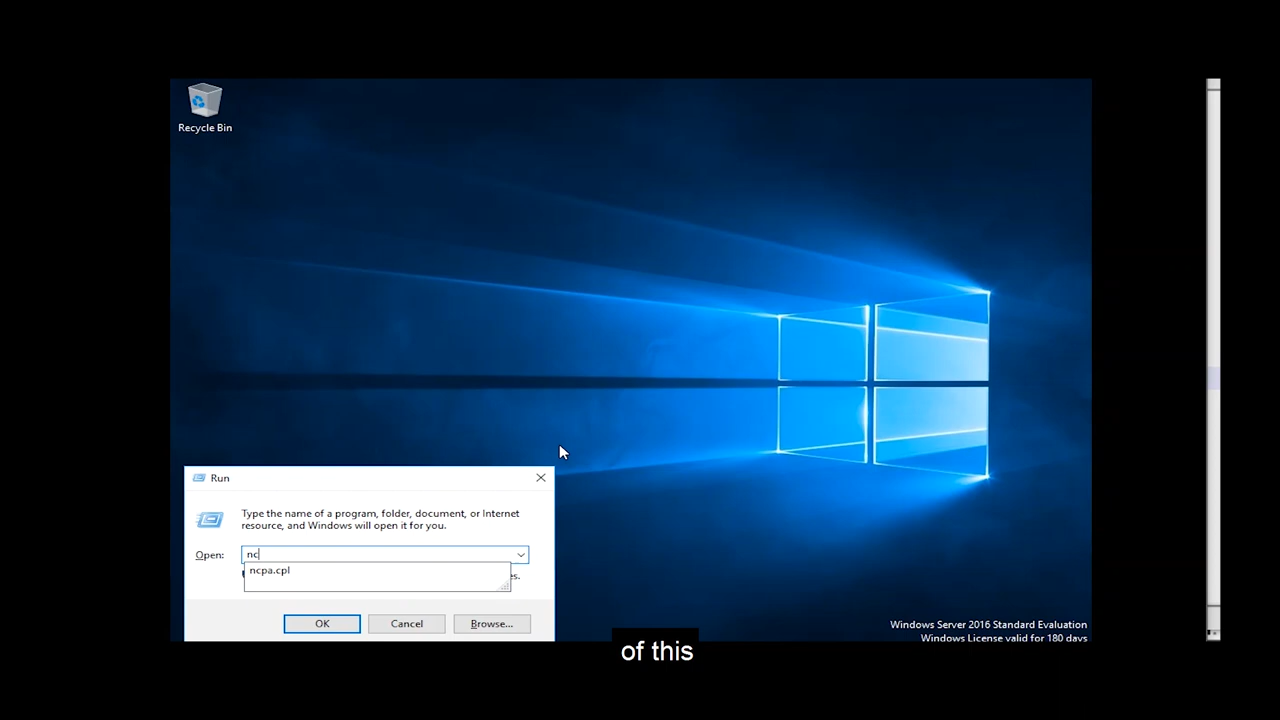 Recycle Bin
Run
Type the name of a program, folder, document, or Internet
resource, and Windows will open it for you.
Open:
nc
ncpa.cpl
es.
OK
Cancel
Browse...
Windows Server 2016 Standard Evaluation
Windows License valid for 180 days
of this